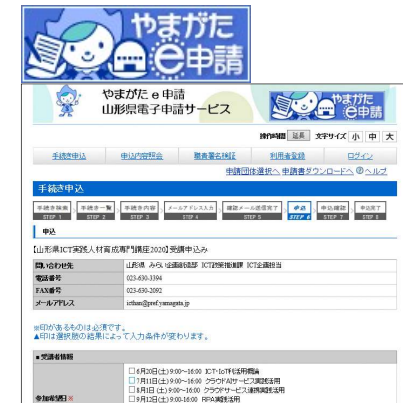 やまがた
e申請
やまがた e 申請
山形県電子申請サービス
やまがた
e申請
操作時間 延長 文字サイズ 小 中 大
手続き申込 申込内容照会 職責署名検証 利用者登録 ログイン
申請団体選択へ 申請書ダウンロードへ ヘルプ
手続き申込
手続き検索 手続き一覧 手続き内容 メールアドレス入力 確認メール送信完了 申込 申込確認 申込完了
STEP 1 STEP 2 STEP 3 STEP 4 STEP 5 STEP 6 STEP 7 STEP 8
申込
【山形県ICT実践人材育成専門講座2020】受講申込み
問い合わせ先 山形県 みらい企画創造部 ICT政策推進課 ICT企画担当
電話番号 023-630-3394
FAX番号 023-630-2092
メールアドレス icthan@pref.yamagata.jp
※印があるものは必須です。
▲印は選択肢の結果によって入力条件が変わります。
■受講者情報
6月20日(土) 9:00～16:00 ICT・IoT利活用概論
7月11日(土) 9:00～16:00 クラウドAIサービス実践活用
8月1日 (土) 9:00～16:00 クラウドサービス連携実践活用
参加希望日※
9月12日(土) 9:00-16:00 RPA実践活用